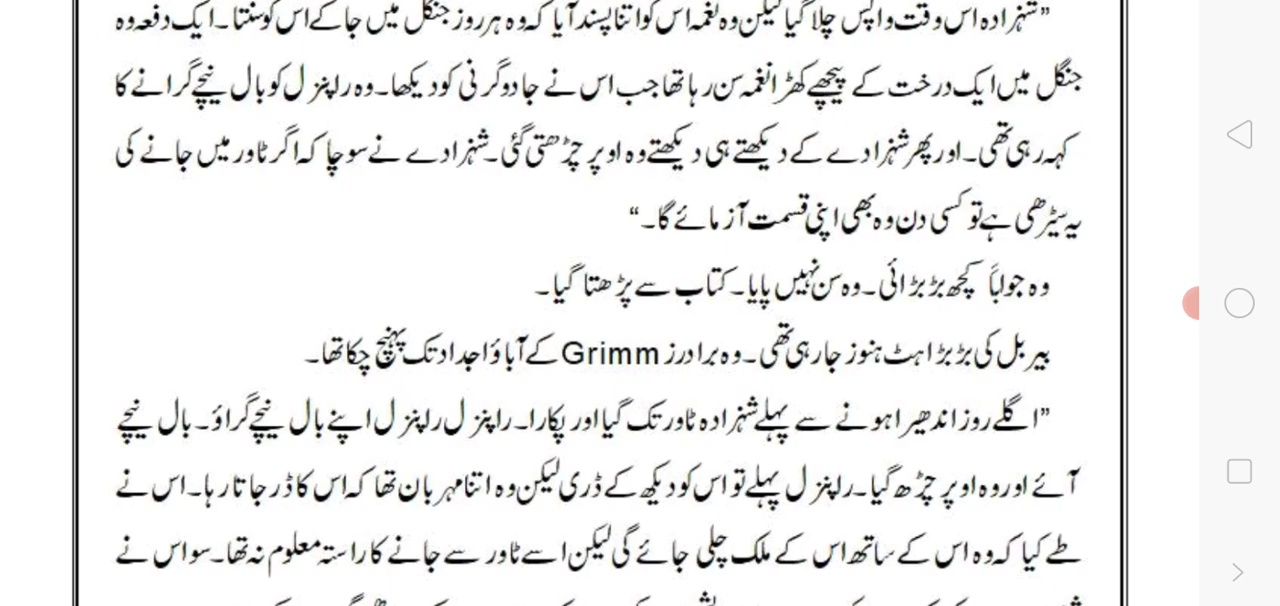 ”شہزادہ اس وقت واپس چلا گیا لیکن وہ نغمہ اس کو اتنا پسند آیا کہ وہ ہر روز جنگل میں جا کے اس کو سنتا۔ ایک دفعہ وہ
جنگل میں ایک درخت کے پیچھے کھڑا نغمہ سن رہا تھا جب اس نے جادوگرنی کو دیکھا۔ وہ راپنزل کو بال نیچے گرانے کا
کہہ رہی تھی۔ اور پھر شہزادے کے دیکھتے ہی دیکھتے وہ اوپر چڑھتی گئی۔ شہزادے نے سوچا کہ اگر ٹاور میں جانے کی
یہ سیڑھی ہے تو کسی دن وہ بھی اپنی قسمت آزمائے گا۔“
وہ جواباً کچھ بڑبڑائی۔ وہ سن نہیں پایا۔ کتاب سے پڑھتا گیا۔
بیربل کی بڑبڑاہٹ ہنوز جاری تھی۔ وہ برادرز Grimm کے آباؤ اجداد تک پہنچ چکا تھا۔
”اگلے روز اندھیرا ہونے سے پہلے شہزادہ ٹاور تک گیا اور پکارا۔ راپنزل راپنزل اپنے بال نیچے گراؤ۔ بال نیچے
آئے اور وہ اوپر چڑھ گیا۔ راپنزل پہلے تو اس کو دیکھ کے ڈری لیکن وہ اتنا مہربان تھا کہ اس کا ڈر جاتا رہا۔ اس نے
طے کیا کہ وہ اس کے ساتھ اس کے ملک چلی جائے گی لیکن اسے ٹاور سے جانے کا راستہ معلوم نہ تھا۔ سو اس نے